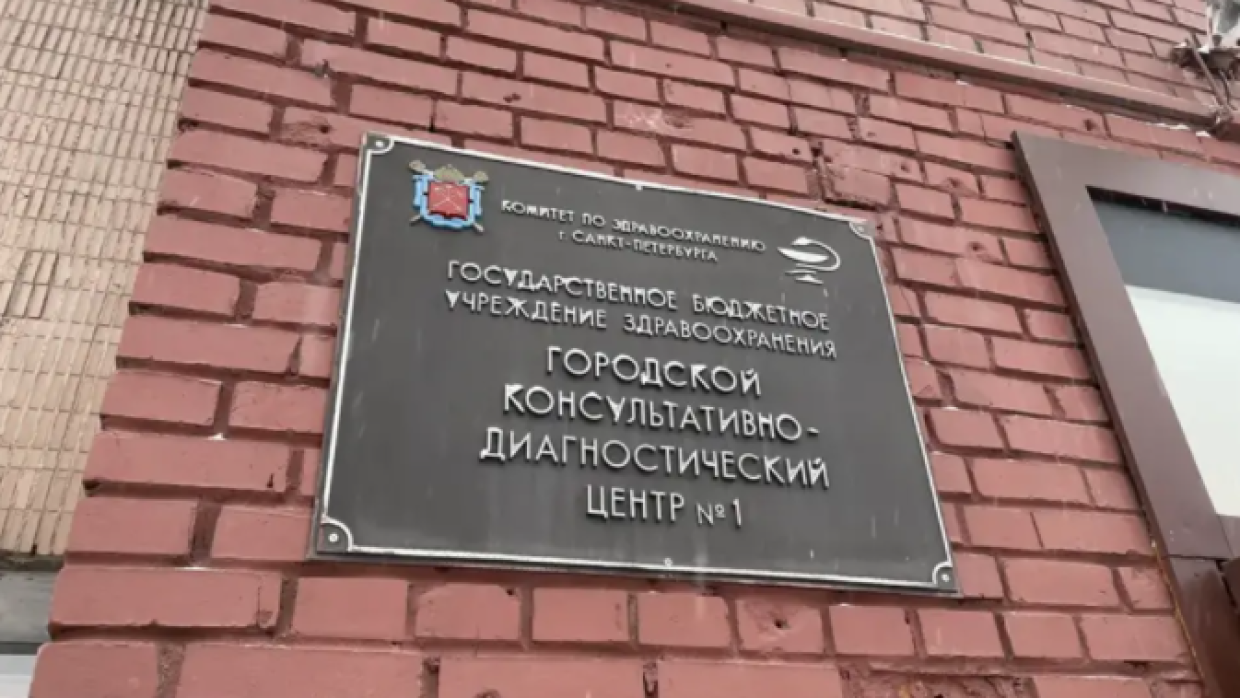 КОМИТЕТ ПО ЗДРАВООХРАНЕНИЮ
г. САНКТ-ПЕТЕРБУРГА
ГОСУДАРСТВЕННОЕ БЮДЖЕТНОЕ
УЧРЕЖДЕНИЕ ЗДРАВООХРАНЕНИЯ
ГОРОДСКОЙ
КОНСУЛЬТАТИВНО-
ДИАГНОСТИЧЕСКИЙ
ЦЕНТР №1